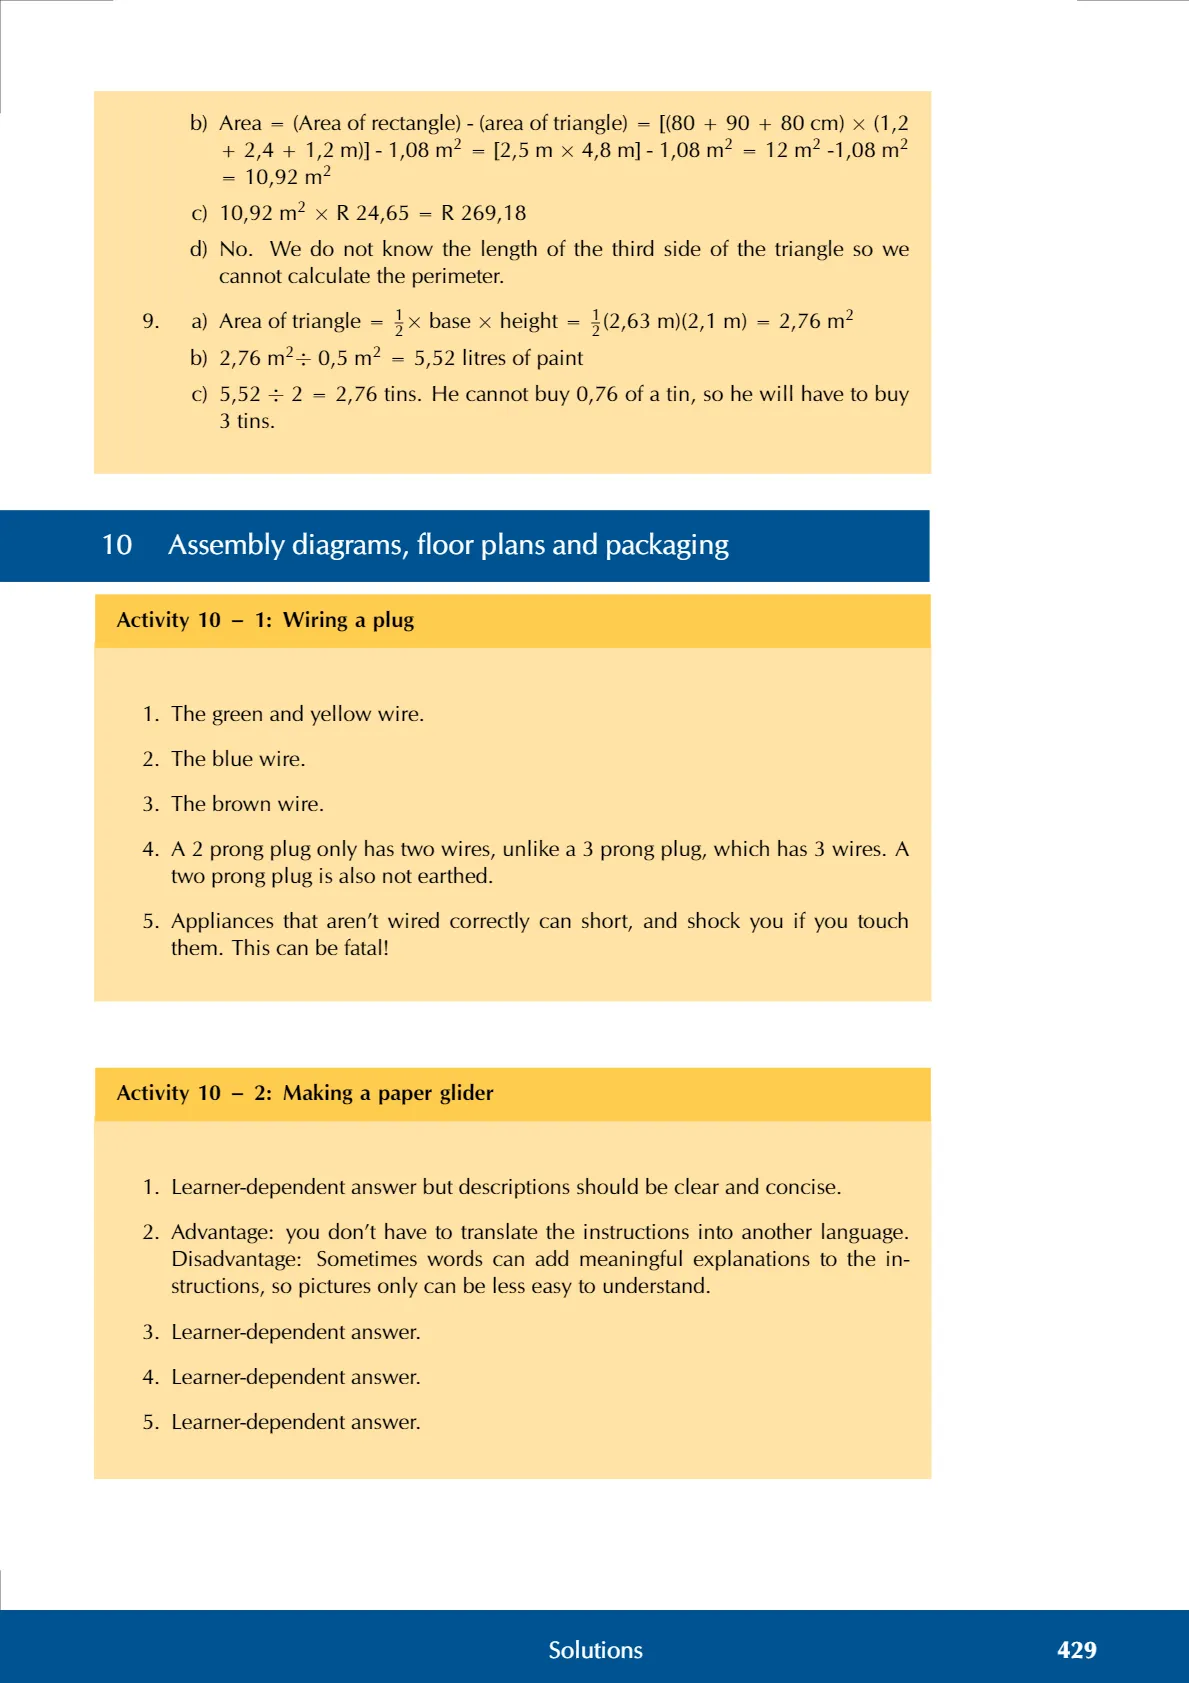 b) Area = (Area of rectangle) - (area of triangle) = [(80 + 90 + 80 cm) × (1,2
+ 2,4 + 1,2 m)] - 1,08 m² = [2,5 m × 4,8 m] - 1,08 m² = 12 m² -1,08 m²
= 10,92 m²
c) 10,92 m² × R 24,65 = R 269,18
d) No. We do not know the length of the third side of the triangle so we
cannot calculate the perimeter.
9. a) Area of triangle = ½× base × height = ½(2,63 m)(2,1 m) = 2,76 m²
b) 2,76 m²÷ 0,5 m² = 5,52 litres of paint
c) 5,52 ÷ 2 = 2,76 tins. He cannot buy 0,76 of a tin, so he will have to buy
3 tins.
10 Assembly diagrams, floor plans and packaging
Activity 10 – 1: Wiring a plug
1. The green and yellow wire.
2. The blue wire.
3. The brown wire.
4. A 2 prong plug only has two wires, unlike a 3 prong plug, which has 3 wires. A
two prong plug is also not earthed.
5. Appliances that aren't wired correctly can short, and shock you if you touch
them. This can be fatal!
Activity 10 – 2: Making a paper glider
1. Learner-dependent answer but descriptions should be clear and concise.
2. Advantage: you don't have to translate the instructions into another language.
Disadvantage: Sometimes words can add meaningful explanations to the in-
structions, so pictures only can be less easy to understand.
3. Learner-dependent answer.
4. Learner-dependent answer.
5. Learner-dependent answer.
Solutions 429